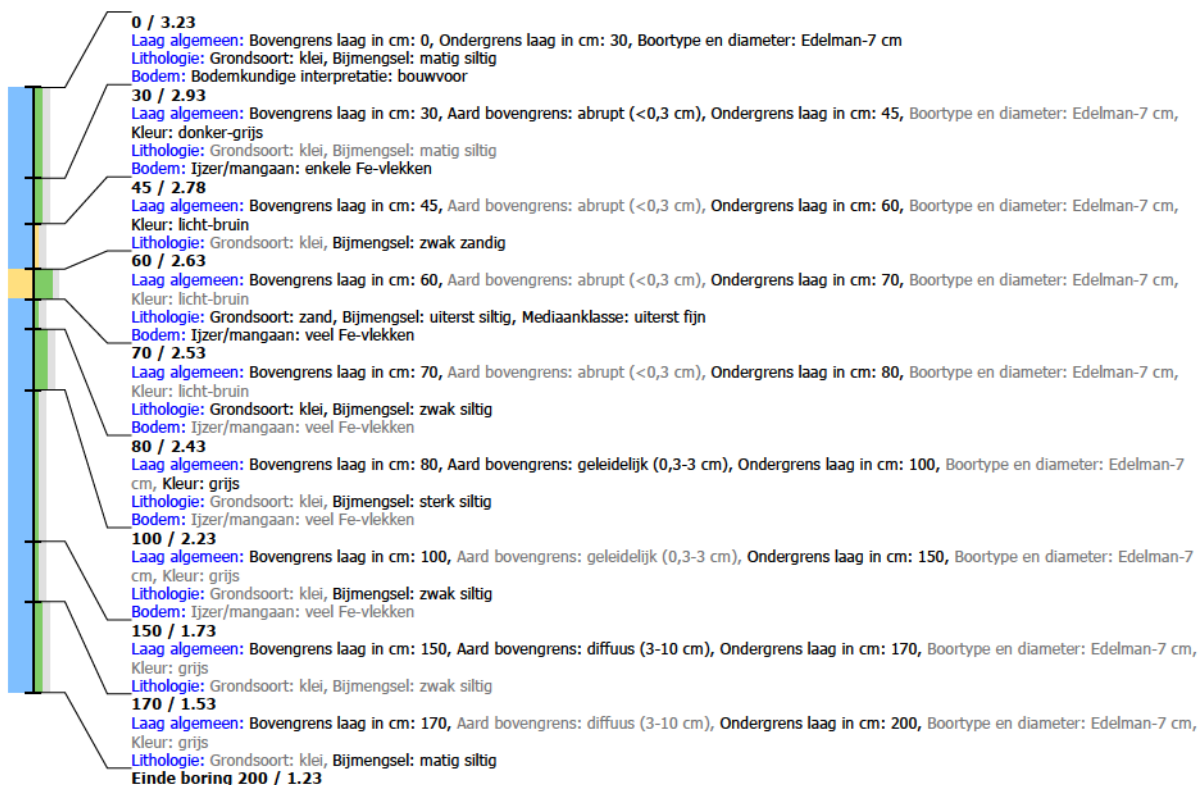 0 / 3.23
Laag algemeen: Bovengrens laag in cm: 0, Ondergrens laag in cm: 30, Boortype en diameter: Edelman-7 cm
Lithologie: Grondsoort: klei, Bijmengsel: matig siltig
Bodem: Bodemkundige interpretatie: bouwvoor
30 / 2.93
Laag algemeen: Bovengrens laag in cm: 30, Aard bovengrens: abrupt (<0,3 cm), Ondergrens laag in cm: 45, Boortype en diameter: Edelman-7 cm,
Kleur: donker-grijs
Lithologie: Grondsoort: klei, Bijmengsel: matig siltig
Bodem: Ijzer/mangaan: enkele Fe-vlekken
45 / 2.78
Laag algemeen: Bovengrens laag in cm: 45, Aard bovengrens: abrupt (<0,3 cm), Ondergrens laag in cm: 60, Boortype en diameter: Edelman-7 cm,
Kleur: licht-bruin
Lithologie: Grondsoort: klei, Bijmengsel: zwak zandig
60 / 2.63
Laag algemeen: Bovengrens laag in cm: 60, Aard bovengrens: abrupt (<0,3 cm), Ondergrens laag in cm: 70, Boortype en diameter: Edelman-7 cm,
Kleur: licht-bruin
Lithologie: Grondsoort: zand, Bijmengsel: uiterst siltig, Mediaanklasse: uiterst fijn
Bodem: Ijzer/mangaan: veel Fe-vlekken
70 / 2.53
Laag algemeen: Bovengrens laag in cm: 70, Aard bovengrens: abrupt (<0,3 cm), Ondergrens laag in cm: 80, Boortype en diameter: Edelman-7 cm,
Kleur: licht-bruin
Lithologie: Grondsoort: klei, Bijmengsel: zwak siltig
Bodem: Ijzer/mangaan: veel Fe-vlekken
80 / 2.43
Laag algemeen: Bovengrens laag in cm: 80, Aard bovengrens: geleidelijk (0,3-3 cm), Ondergrens laag in cm: 100, Boortype en diameter: Edelman-7
cm, Kleur: grijs
Lithologie: Grondsoort: klei, Bijmengsel: sterk siltig
Bodem: Ijzer/mangaan: veel Fe-vlekken
100 / 2.23
Laag algemeen: Bovengrens laag in cm: 100, Aard bovengrens: geleidelijk (0,3-3 cm), Ondergrens laag in cm: 150, Boortype en diameter: Edelman-7
cm, Kleur: grijs
Lithologie: Grondsoort: klei, Bijmengsel: zwak siltig
Bodem: Ijzer/mangaan: veel Fe-vlekken
150 / 1.73
Laag algemeen: Bovengrens laag in cm: 150, Aard bovengrens: diffuus (3-10 cm), Ondergrens laag in cm: 170, Boortype en diameter: Edelman-7 cm,
Kleur: grijs
Lithologie: Grondsoort: klei, Bijmengsel: zwak siltig
170 / 1.53
Laag algemeen: Bovengrens laag in cm: 170, Aard bovengrens: diffuus (3-10 cm), Ondergrens laag in cm: 200, Boortype en diameter: Edelman-7 cm,
Kleur: grijs
Lithologie: Grondsoort: klei, Bijmengsel: matig siltig
Einde boring 200 / 1.23